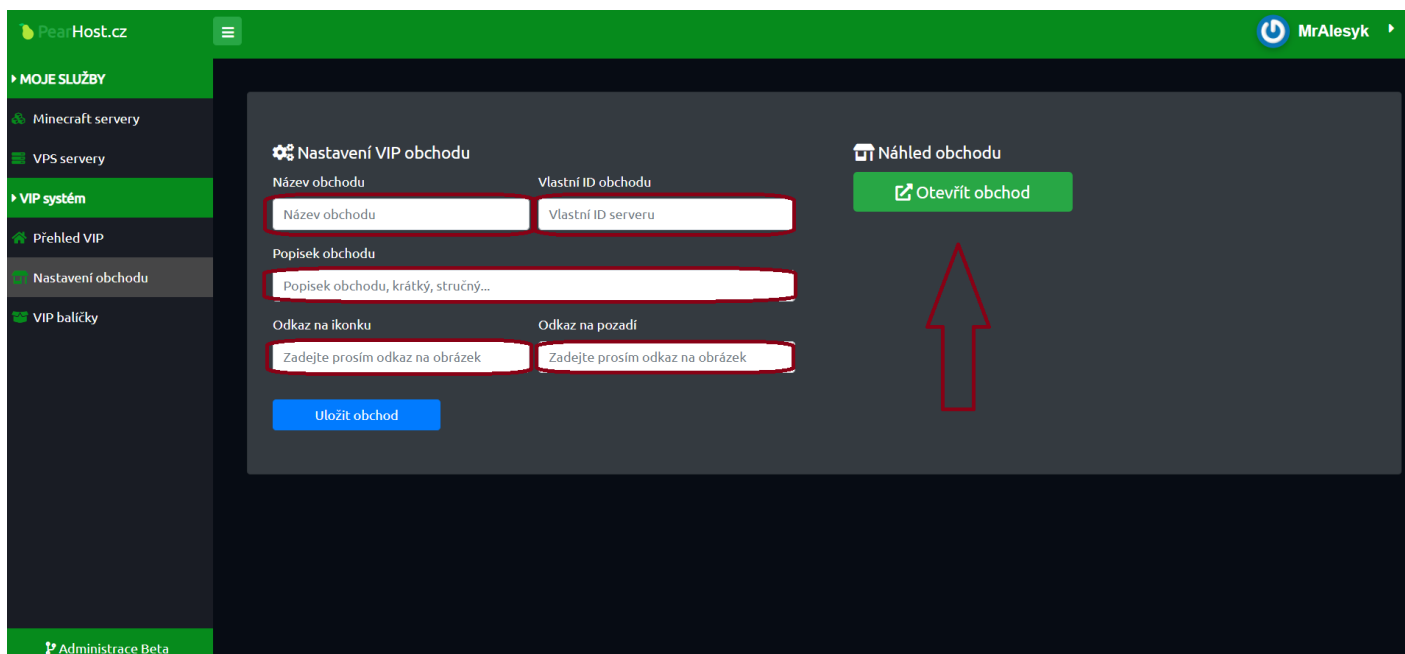 PearHost.cz
MrAlesyk
MOJE SLUŽBY
Minecraft servery
VPS servery
VIP systém
Přehled VIP
Nastavení obchodu
VIP balíčky
Administrace Beta
Nastavení VIP obchodu
Název obchodu Vlastní ID obchodu
Název obchodu Vlastní ID serveru
Popisek obchodu
Popisek obchodu, krátký, stručný...
Odkaz na ikonku Odkaz na pozadí
Zadejte prosím odkaz na obrázek Zadejte prosím odkaz na obrázek
Uložit obchod
Náhled obchodu
Otevřít obchod